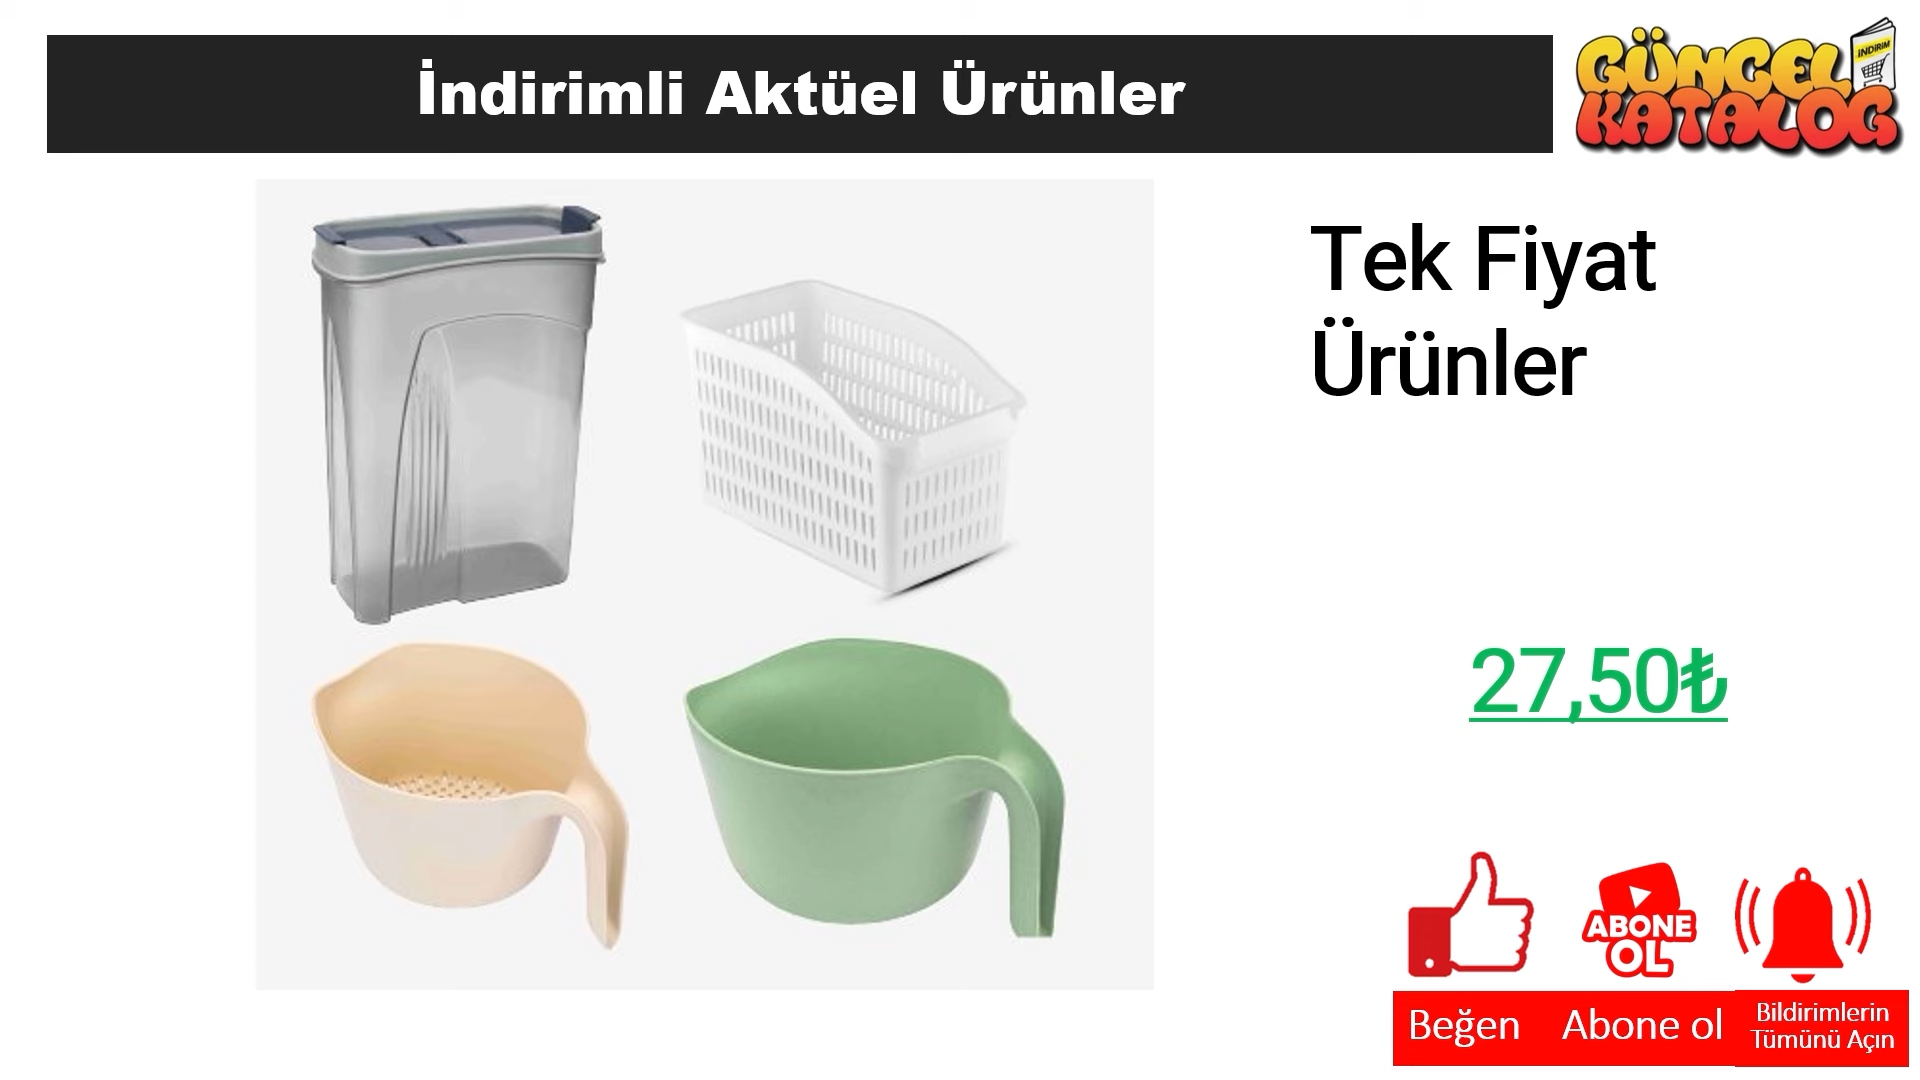 İndirimli Aktüel Ürünler
GÜNCEL
KATALOG
İNDİRİM
Tek Fiyat
Ürünler
27,50₺
ABONE
OL
Beğen
Abone ol
Bildirimlerin
Tümünü Açın